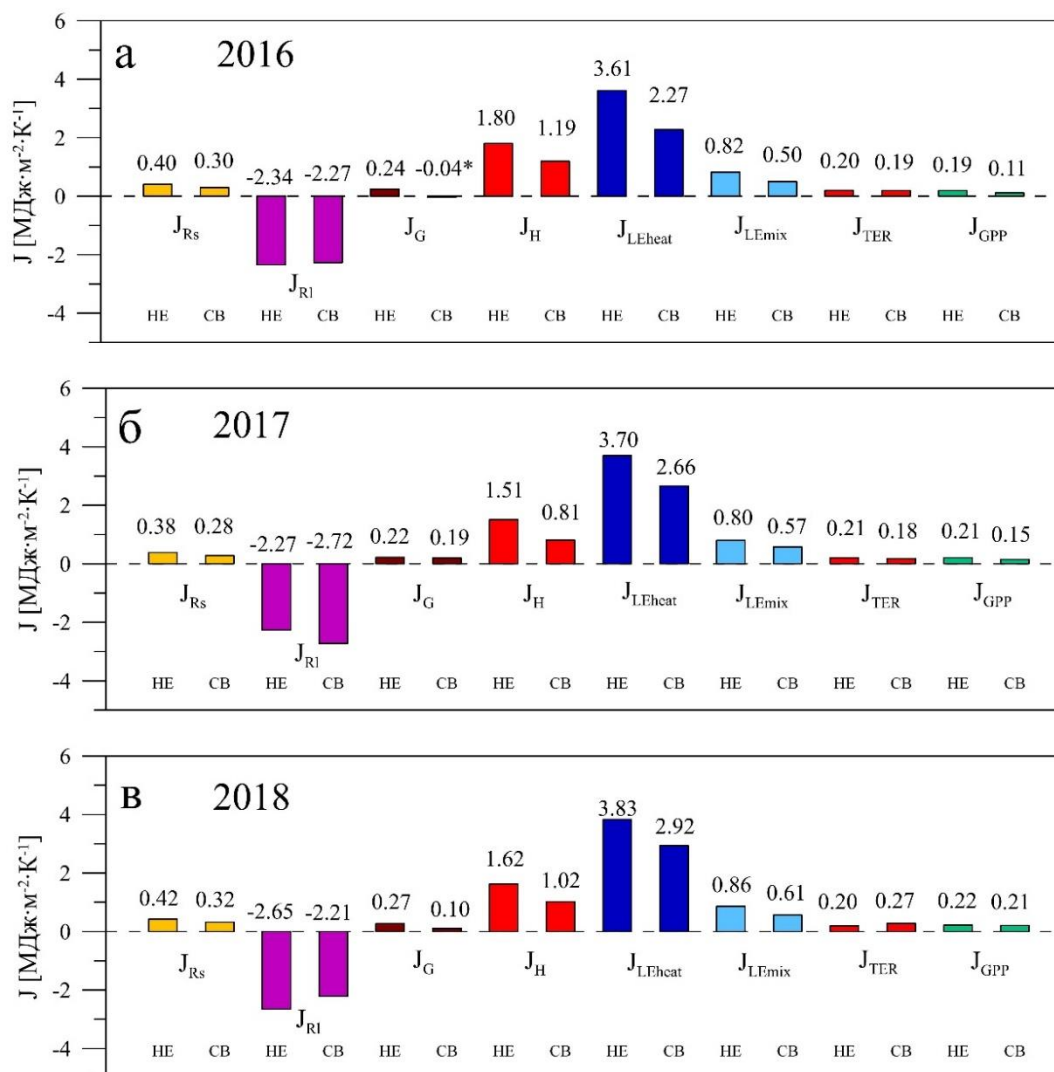 6
4
2
0
-2
-4
J [МДж·м⁻²·К⁻¹]
а 2016
0.40 0.30 -2.34 -2.27 0.24 -0.04* 1.80 1.19 3.61 2.27 0.82 0.50 0.20 0.19 0.19 0.11
J_Rs J_Rl J_G J_H J_LEheat J_LEmix J_TER J_GPP
НЕ СВ НЕ СВ НЕ СВ НЕ СВ НЕ СВ НЕ СВ НЕ СВ НЕ СВ
6
4
2
0
-2
-4
J [МДж·м⁻²·К⁻¹]
б 2017
0.38 0.28 -2.27 -2.72 0.22 0.19 1.51 0.81 3.70 2.66 0.80 0.57 0.21 0.18 0.21 0.15
J_Rs J_Rl J_G J_H J_LEheat J_LEmix J_TER J_GPP
НЕ СВ НЕ СВ НЕ СВ НЕ СВ НЕ СВ НЕ СВ НЕ СВ НЕ СВ
6
4
2
0
-2
-4
J [МДж·м⁻²·К⁻¹]
в 2018
0.42 0.32 -2.65 -2.21 0.27 0.10 1.62 1.02 3.83 2.92 0.86 0.61 0.20 0.27 0.22 0.21
J_Rs J_Rl J_G J_H J_LEheat J_LEmix J_TER J_GPP
НЕ СВ НЕ СВ НЕ СВ НЕ СВ НЕ СВ НЕ СВ НЕ СВ НЕ СВ